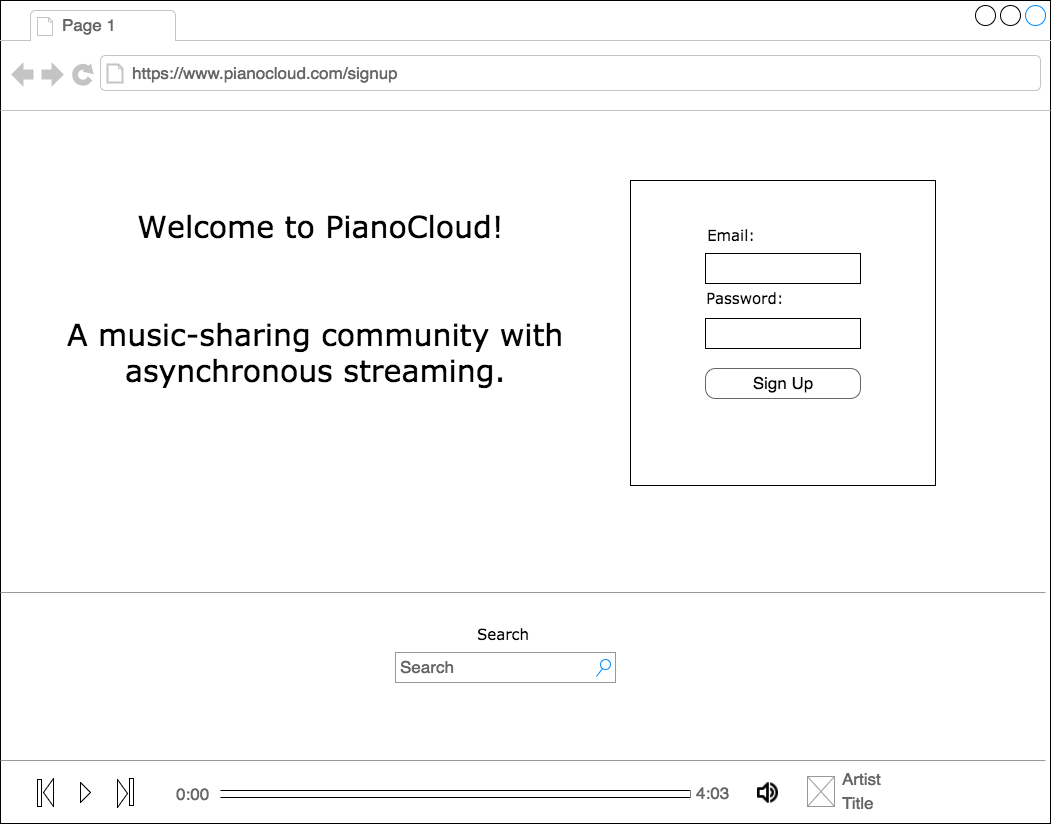 Page 1
https://www.pianocloud.com/signup
Welcome to PianoCloud!
A music-sharing community with
asynchronous streaming.
Email:
Password:
Sign Up
Search
Search
0:00
4:03
Artist
Title